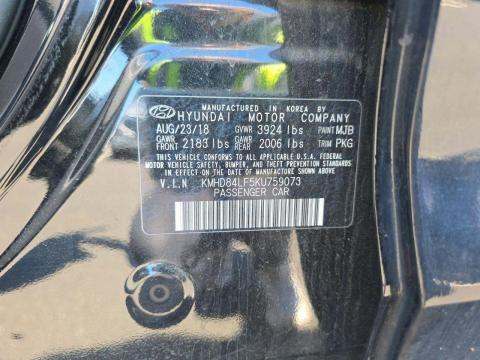 MANUFACTURED IN KOREA BY
HYUNDAI MOTOR COMPANY
AUG/23/18 GVWR 3924 lbs PAINT MJB
GAWR FRONT 2183 lbs GAWR REAR 2006 lbs TRIM PKG
THIS VEHICLE CONFORMS TO ALL APPLICABLE
U.S. FEDERAL MOTOR VEHICLE SAFETY BUMPER
AND THEFT PREVENTION STANDARDS IN EFFECT
ON THE DATE OF MANUFACTURE SHOWN ABOVE
V.I.N KMHD84LF5KU759073
PASSENGER CAR